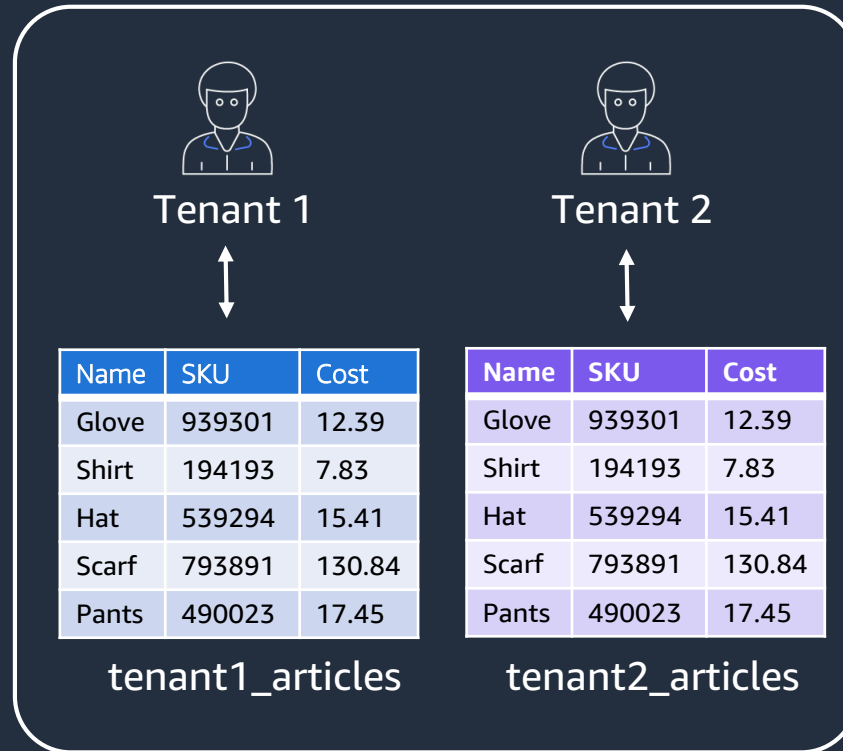 Tenant 1
Tenant 2
Name SKU Cost
Glove 939301 12.39
Shirt 194193 7.83
Hat 539294 15.41
Scarf 793891 130.84
Pants 490023 17.45
tenant1_articles
Name SKU Cost
Glove 939301 12.39
Shirt 194193 7.83
Hat 539294 15.41
Scarf 793891 130.84
Pants 490023 17.45
tenant2_articles